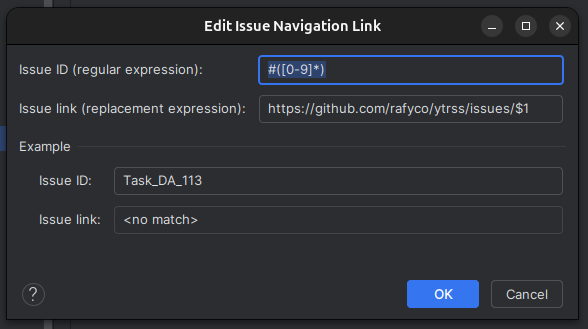 Edit Issue Navigation Link
Issue ID (regular expression): #([0-9]*)
Issue link (replacement expression): https://github.com/rafyco/ytrss/issues/$1
Example
Issue ID: Task_DA_113
Issue link: <no match>
? OK Cancel